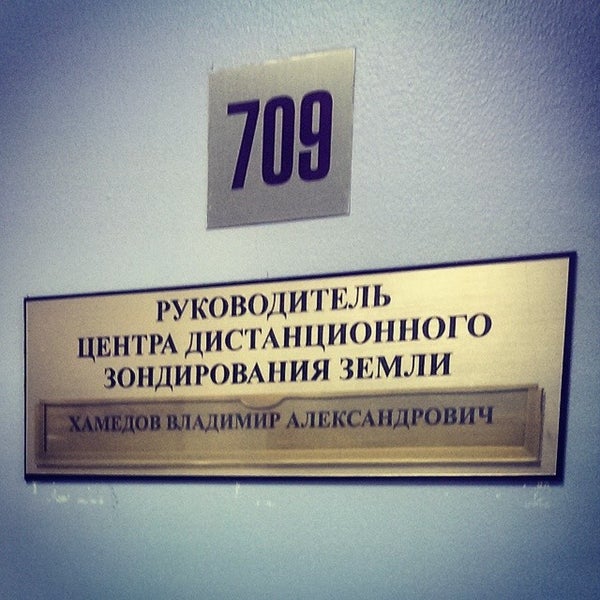 709
РУКОВОДИТЕЛЬ
ЦЕНТРА ДИСТАНЦИОННОГО
ЗОНДИРОВАНИЯ ЗЕМЛИ
ХАМЕДОВ ВЛАДИМИР АЛЕКСАНДРОВИЧ